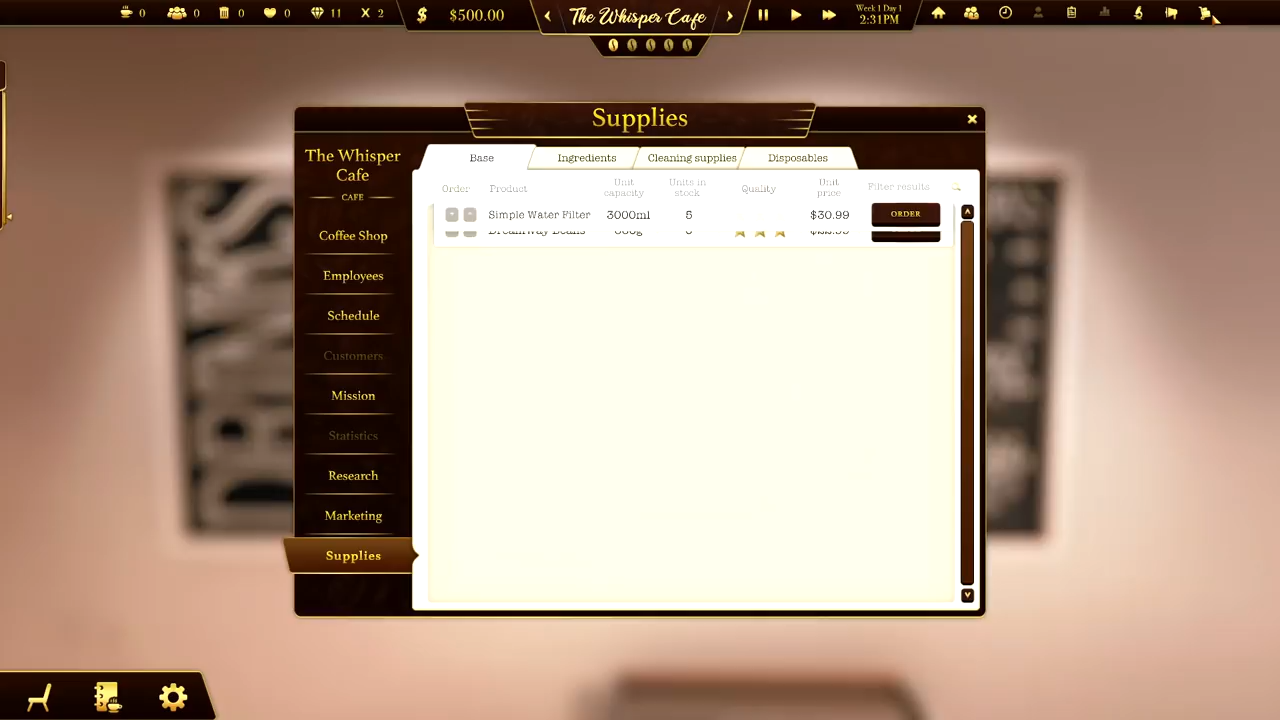 0 0 0 0 11 X 2
$ $500.00
The Whisper Cafe
Week 1 Day 1
2:31PM
Supplies
The Whisper
Cafe
CAFE
Coffee Shop
Employees
Schedule
Customers
Mission
Statistics
Research
Marketing
Supplies
Base Ingredients Cleaning supplies Disposables
Order Product Unit capacity Units in stock Quality Unit price Filter results
Simple Water Filter 3000ml 5 $30.99 ORDER